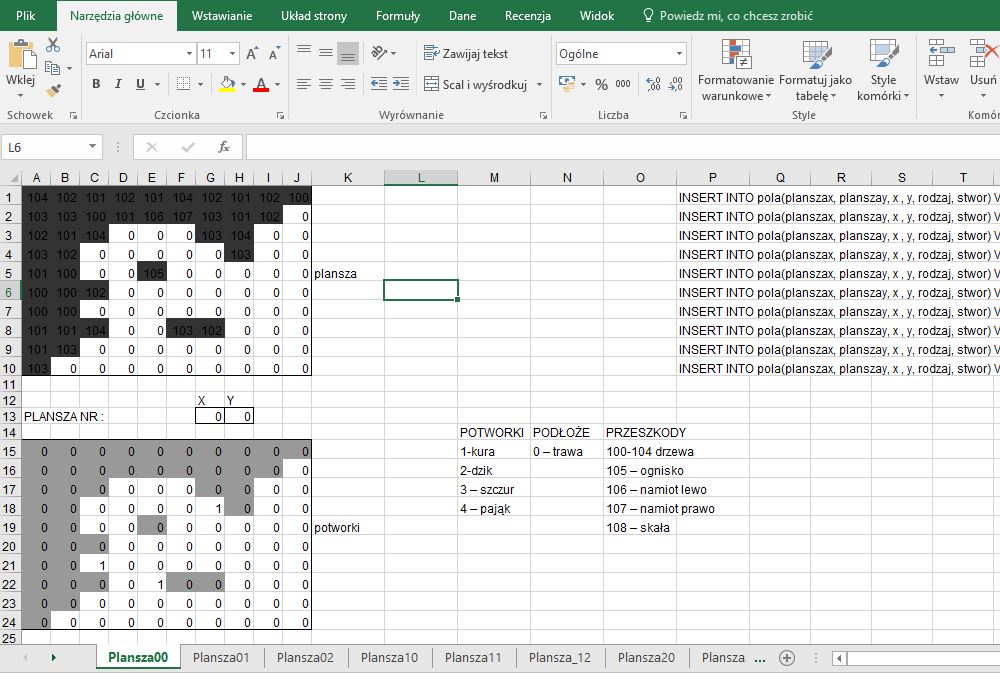 Plik Narzędzia główne Wstawianie Układ strony Formuły Dane Recenzja Widok Powiedz mi, co chcesz zrobić
Wklej
Arial 11 A A
B I U A
Zawijaj tekst
Scal i wyśrodkuj
Ogólne
% 000 ,00
Formatowanie warunkowe
Formatuj jako tabelę
Style komórki
Wstaw Usuń
Schowek Czcionka Wyrównanie Liczba Style Komór
L6 fx
A B C D E F G H I J K L M N O P Q R S T
1 104 102 101 102 101 104 102 101 102 100 INSERT INTO pola(planszax, planszay, x , y, rodzaj, stwor) V
2 103 103 100 101 106 107 103 101 102 0 INSERT INTO pola(planszax, planszay, x , y, rodzaj, stwor) V
3 102 101 104 0 0 0 103 104 0 0 INSERT INTO pola(planszax, planszay, x , y, rodzaj, stwor) V
4 103 102 0 0 0 0 0 103 0 0 INSERT INTO pola(planszax, planszay, x , y, rodzaj, stwor) V
5 101 100 0 0 105 0 0 0 0 0 plansza INSERT INTO pola(planszax, planszay, x , y, rodzaj, stwor) V
6 100 100 102 0 0 0 0 0 0 0 INSERT INTO pola(planszax, planszay, x , y, rodzaj, stwor) V
7 100 100 0 0 0 0 0 0 0 0 INSERT INTO pola(planszax, planszay, x , y, rodzaj, stwor) V
8 101 101 104 0 0 103 102 0 0 0 INSERT INTO pola(planszax, planszay, x , y, rodzaj, stwor) V
9 101 103 0 0 0 0 0 0 0 0 INSERT INTO pola(planszax, planszay, x , y, rodzaj, stwor) V
10 103 0 0 0 0 0 0 0 0 0 INSERT INTO pola(planszax, planszay, x , y, rodzaj, stwor) V
11
12 X Y
13 PLANSZA NR : 0 0
14 POTWORKI PODŁOŻE PRZESZKODY
15 0 0 0 0 0 0 0 0 0 0 1-kura 0 – trawa 100-104 drzewa
16 0 0 0 0 0 0 0 0 0 0 2-dzik 105 – ognisko
17 0 0 0 0 0 0 0 0 0 0 3 – szczur 106 – namiot lewo
18 0 0 0 0 0 0 1 0 0 0 4 – pająk 107 – namiot prawo
19 0 0 0 0 0 0 0 0 0 0 potworki 108 – skała
20 0 0 0 0 0 0 0 0 0 0
21 0 0 1 0 0 0 0 0 0 0
22 0 0 0 0 1 0 0 0 0 0
23 0 0 0 0 0 0 0 0 0 0
24 0 0 0 0 0 0 0 0 0 0
25
Plansza00 Plansza01 Plansza02 Plansza10 Plansza11 Plansza_12 Plansza20 Plansza ...